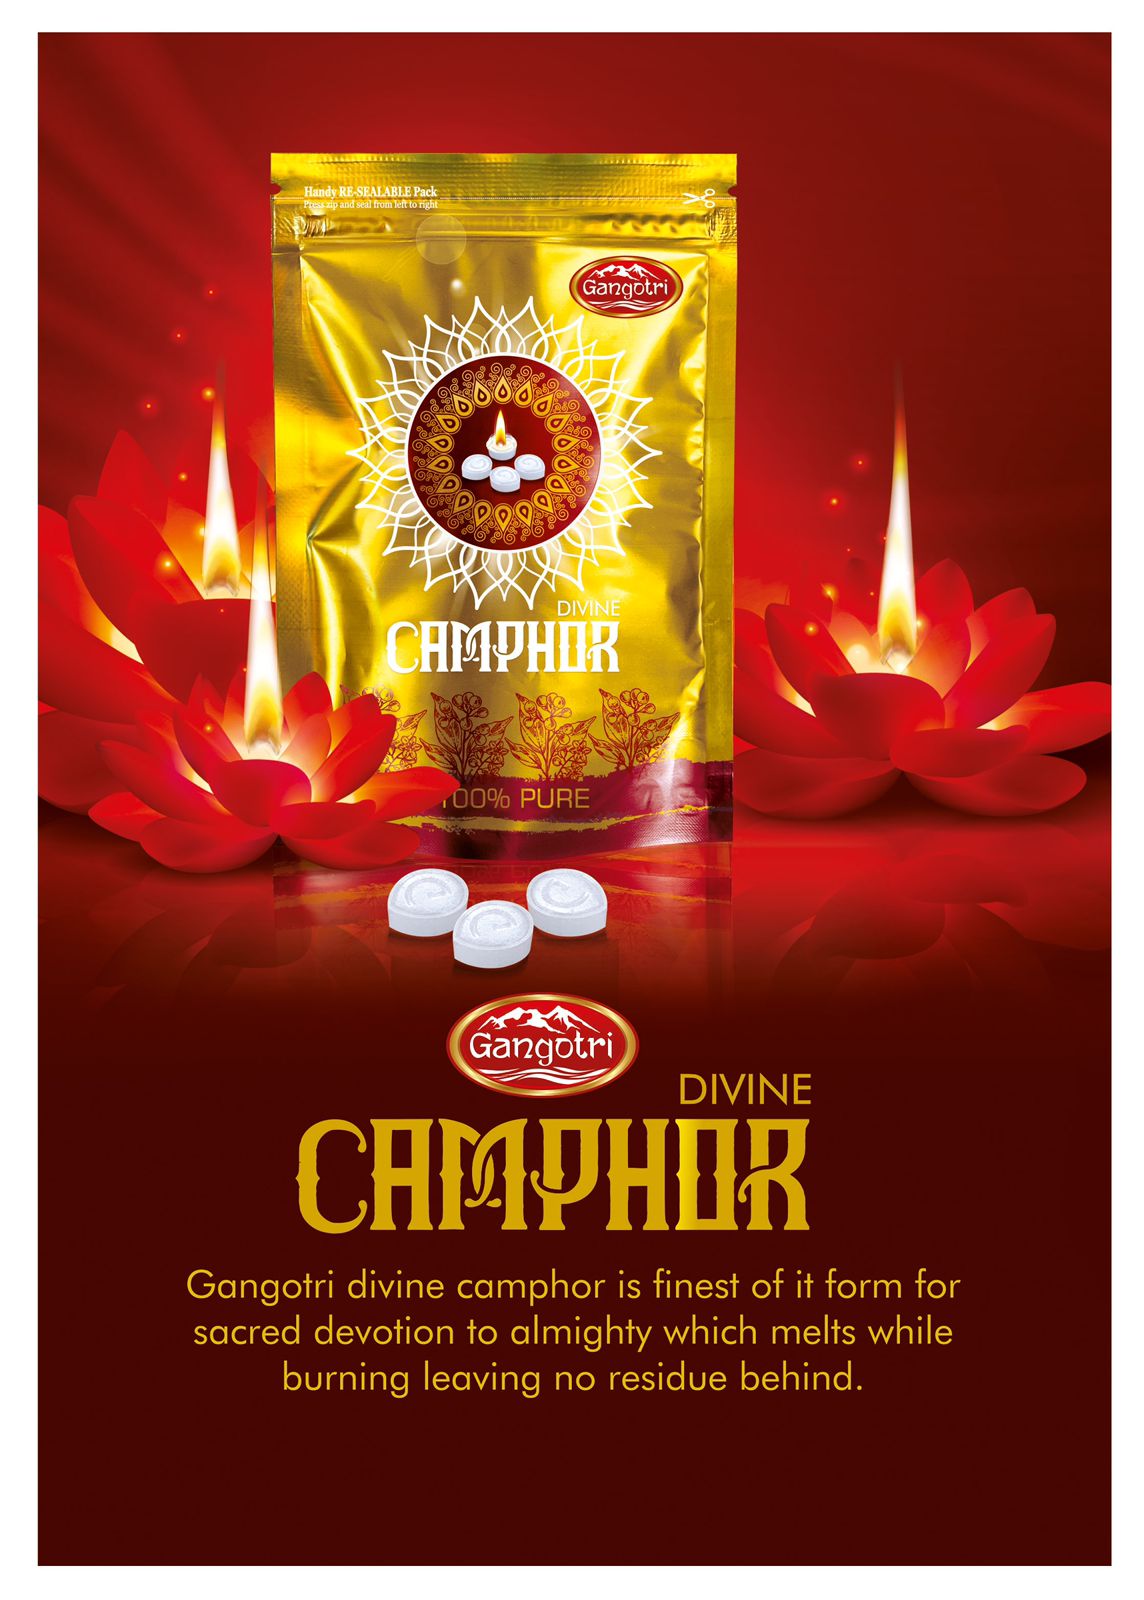 Handy RE-SEALABLE Pack
Press zip and seal from left to right
Gangotri
DIVINE
CAMPHOR
100% PURE
Gangotri
DIVINE
CAMPHOR
Gangotri divine camphor is finest of it form for
sacred devotion to almighty which melts while
burning leaving no residue behind.